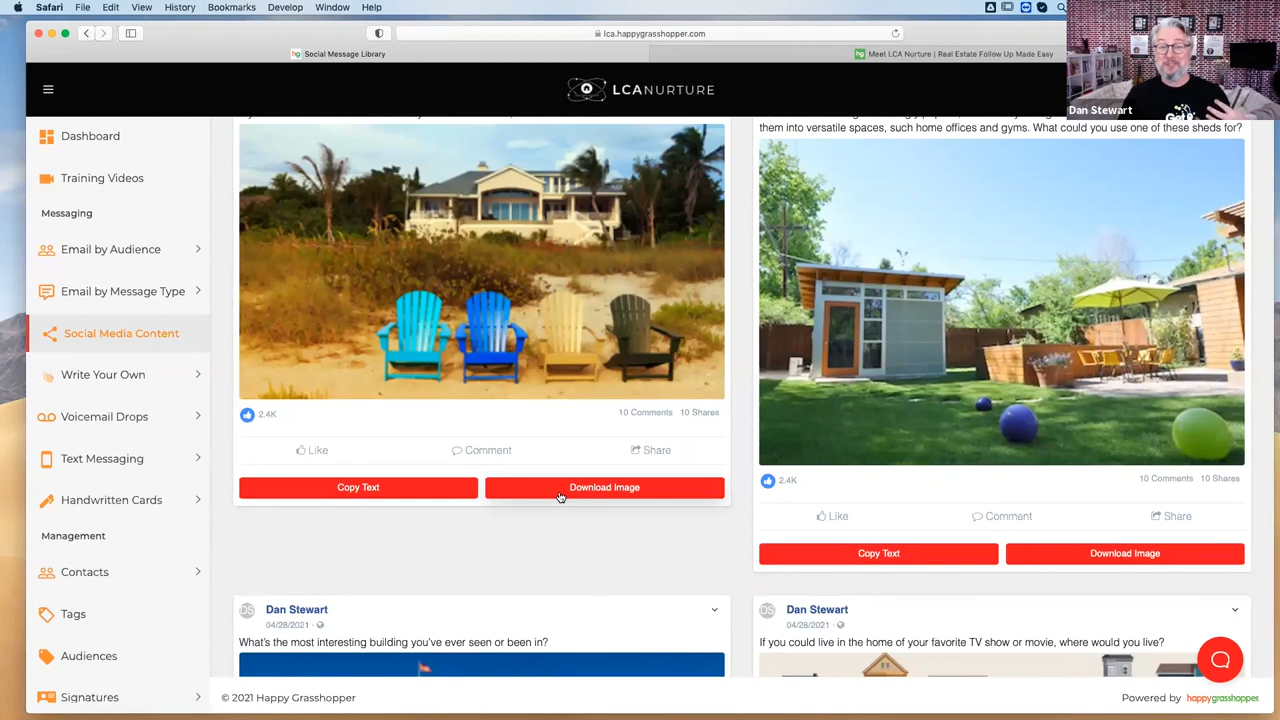 Safari File Edit View History Bookmarks Develop Window Help
lca.happygrasshopper.com
hg Social Message Library
hg Meet LCA Nurture | Real Estate Follow Up Made Easy
Dan Stewart
LCANURTURE
Dashboard
Training Videos
Messaging
Email by Audience
Email by Message Type
Social Media Content
Write Your Own
Voicemail Drops
Text Messaging
Handwritten Cards
Management
Contacts
Tags
Audiences
Signatures
2.4K 10 Comments 10 Shares
Like Comment Share
Copy Text Download Image
them into versatile spaces, such home offices and gyms. What could you use one of these sheds for?
2.4K 10 Comments 10 Shares
Like Comment Share
Copy Text Download Image
DS Dan Stewart
04/28/2021 ·
What's the most interesting building you've ever seen or been in?
DS Dan Stewart
04/28/2021 ·
If you could live in the home of your favorite TV show or movie, where would you live?
© 2021 Happy Grasshopper
Powered by happygrasshopper